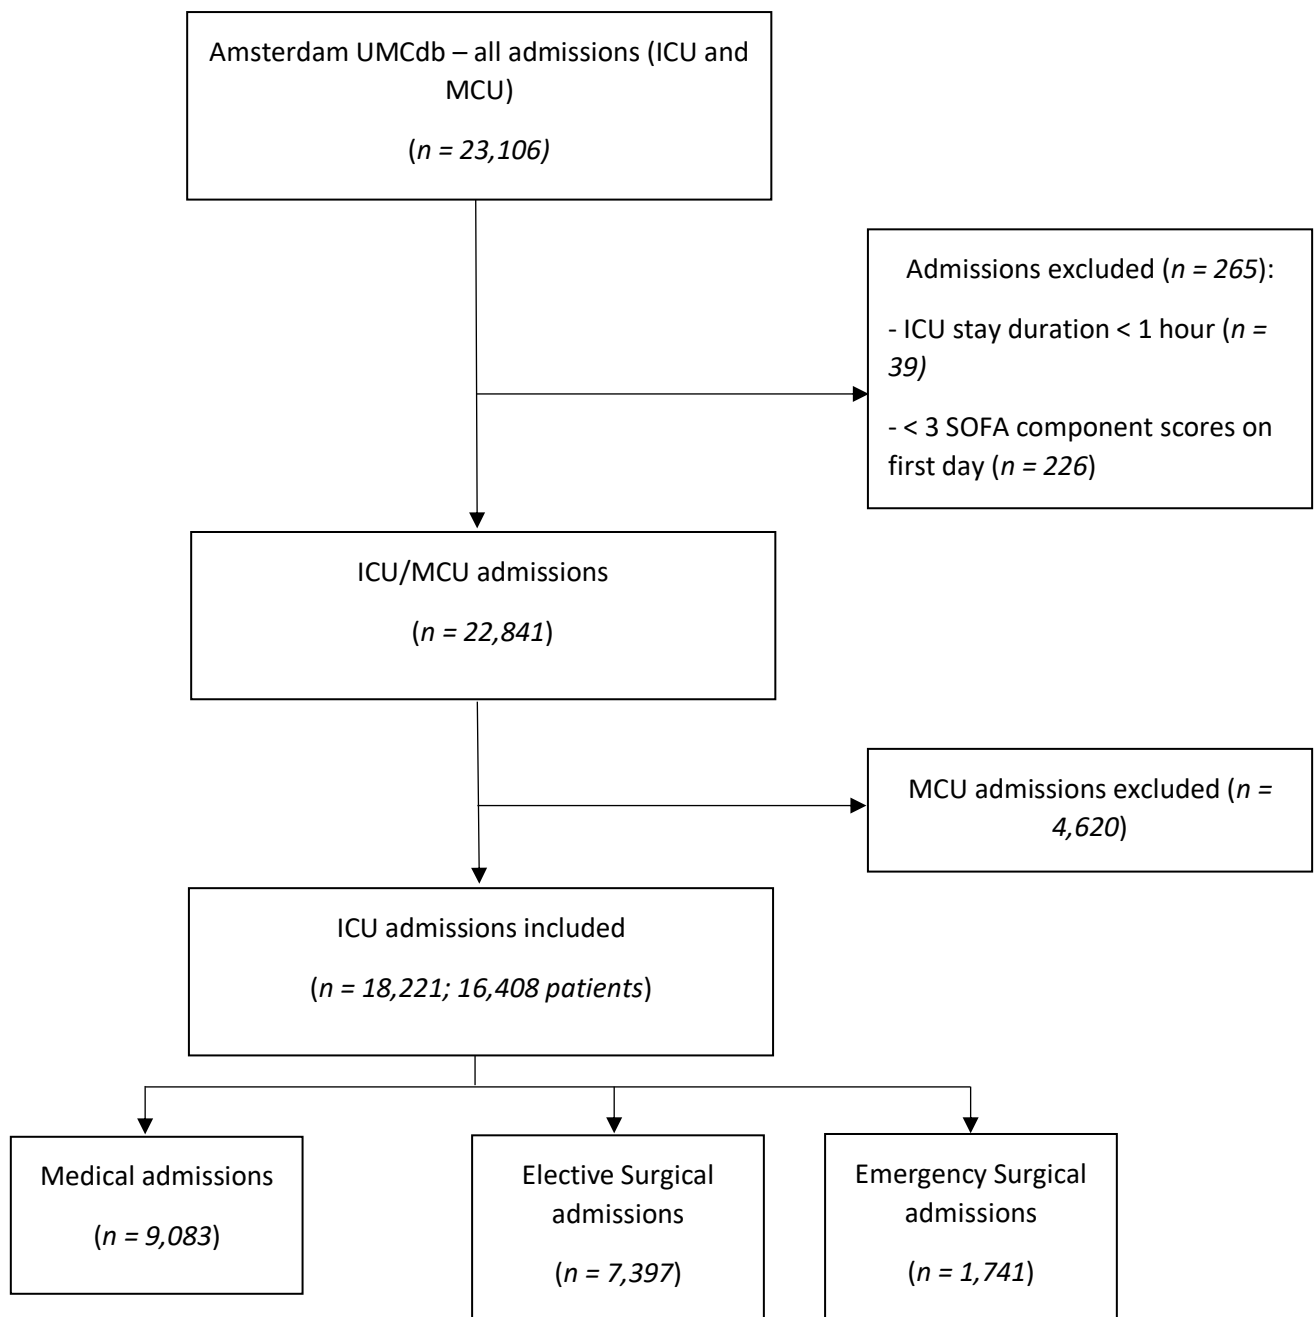 Amsterdam UMCdb – all admissions (ICU and
MCU)
(n = 23,106)
Admissions excluded (n = 265):
- ICU stay duration < 1 hour (n =
39)
- < 3 SOFA component scores on
first day (n = 226)
ICU/MCU admissions
(n = 22,841)
MCU admissions excluded (n =
4,620)
ICU admissions included
(n = 18,221; 16,408 patients)
Medical admissions
(n = 9,083)
Elective Surgical
admissions
(n = 7,397)
Emergency Surgical
admissions
(n = 1,741)